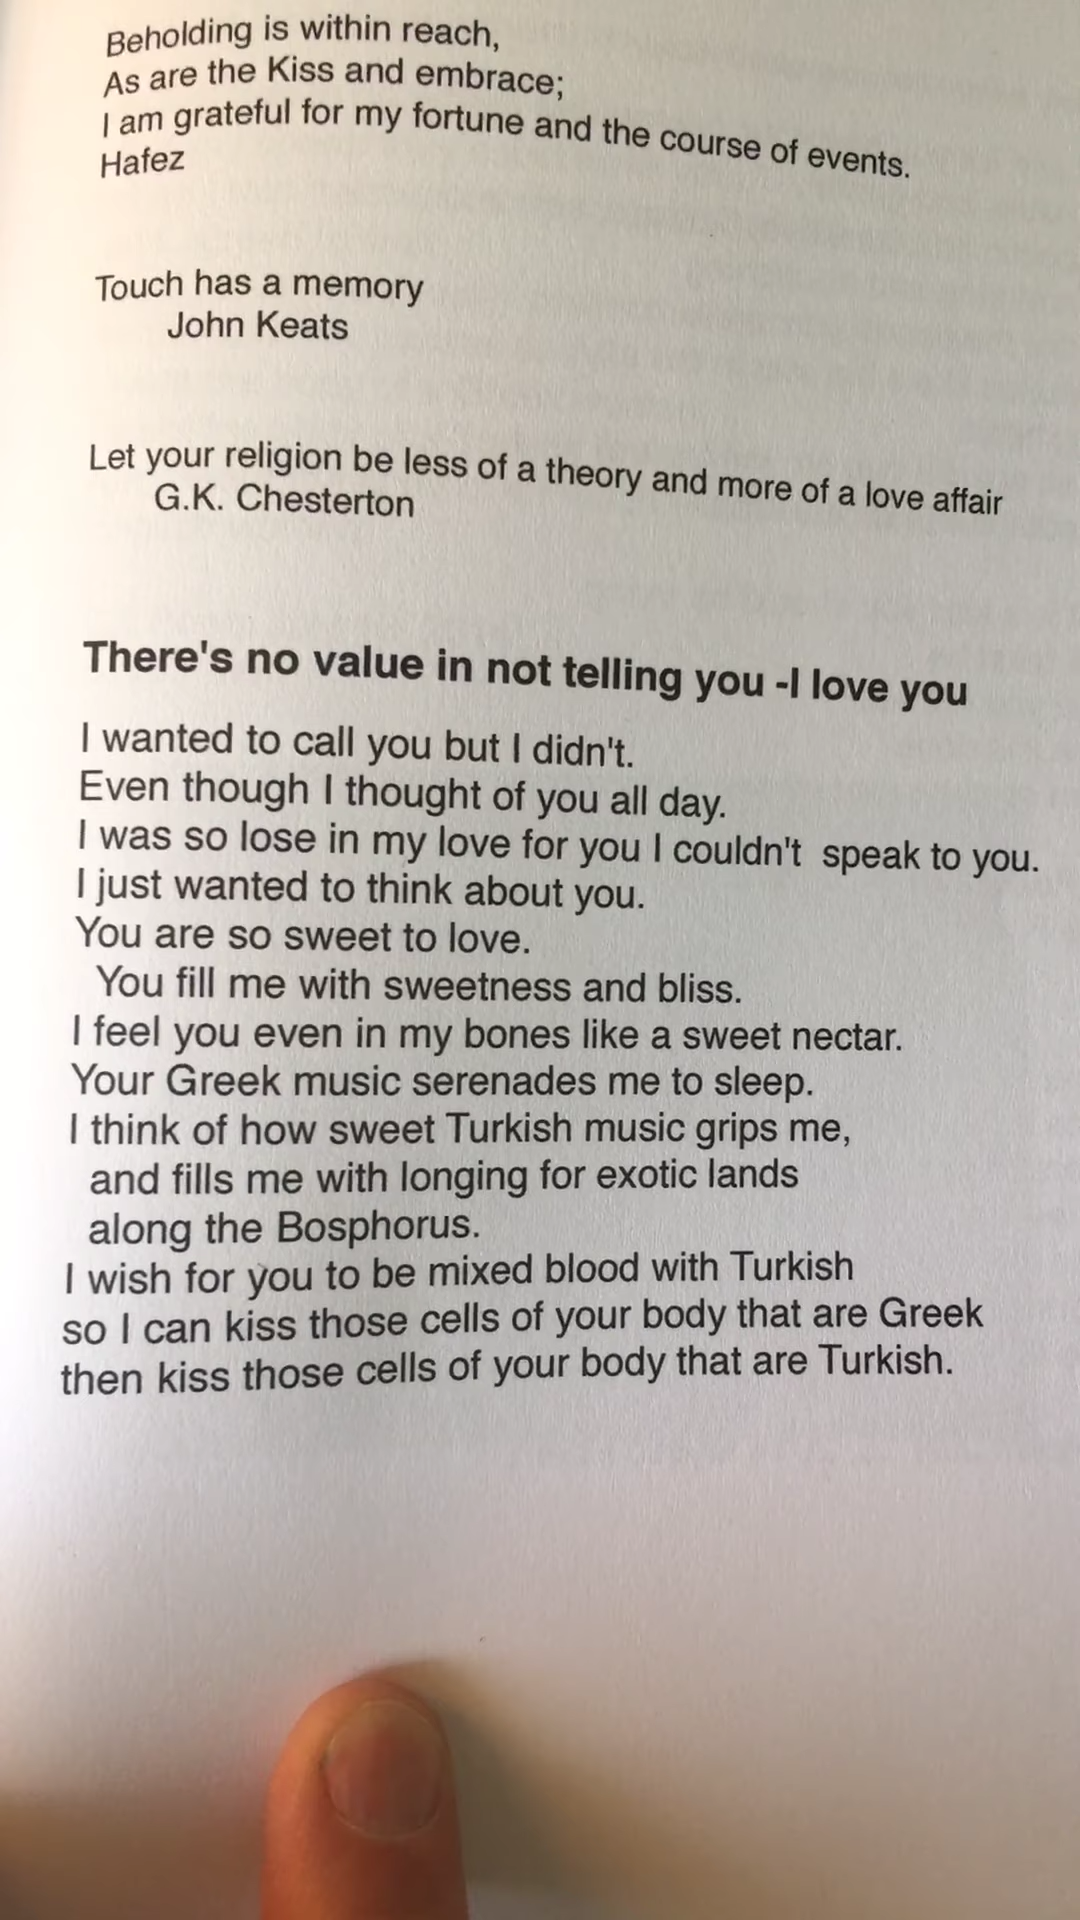 Beholding is within reach,
As are the Kiss and embrace;
I am grateful for my fortune and the course of events.
Hafez
Touch has a memory
John Keats
Let your religion be less of a theory and more of a love affair
G.K. Chesterton
There's no value in not telling you -I love you
I wanted to call you but I didn't.
Even though I thought of you all day.
I was so lose in my love for you I couldn't speak to you.
I just wanted to think about you.
You are so sweet to love.
You fill me with sweetness and bliss.
I feel you even in my bones like a sweet nectar.
Your Greek music serenades me to sleep.
I think of how sweet Turkish music grips me,
and fills me with longing for exotic lands
along the Bosphorus.
I wish for you to be mixed blood with Turkish
so I can kiss those cells of your body that are Greek
then kiss those cells of your body that are Turkish.